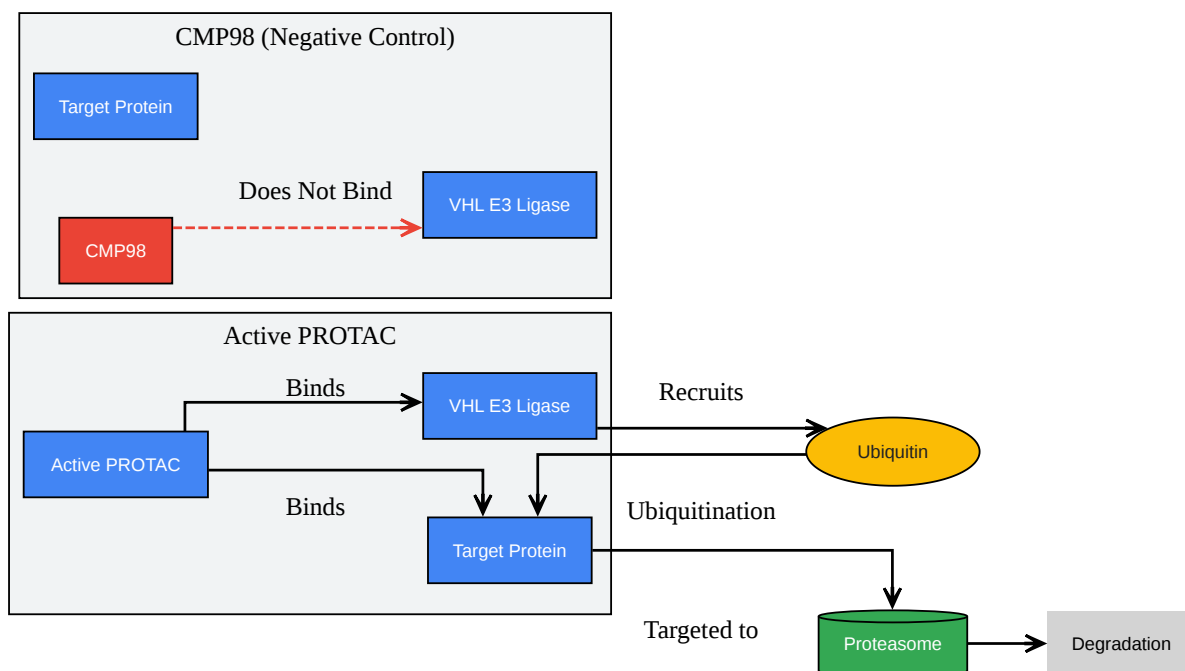 CMP98 (Negative Control)
Target Protein
Does Not Bind
VHL E3 Ligase
CMP98
Active PROTAC
Binds
VHL E3 Ligase
Recruits
Active PROTAC
Ubiquitin
Binds
Ubiquitination
Target Protein
Targeted to
Proteasome
Degradation